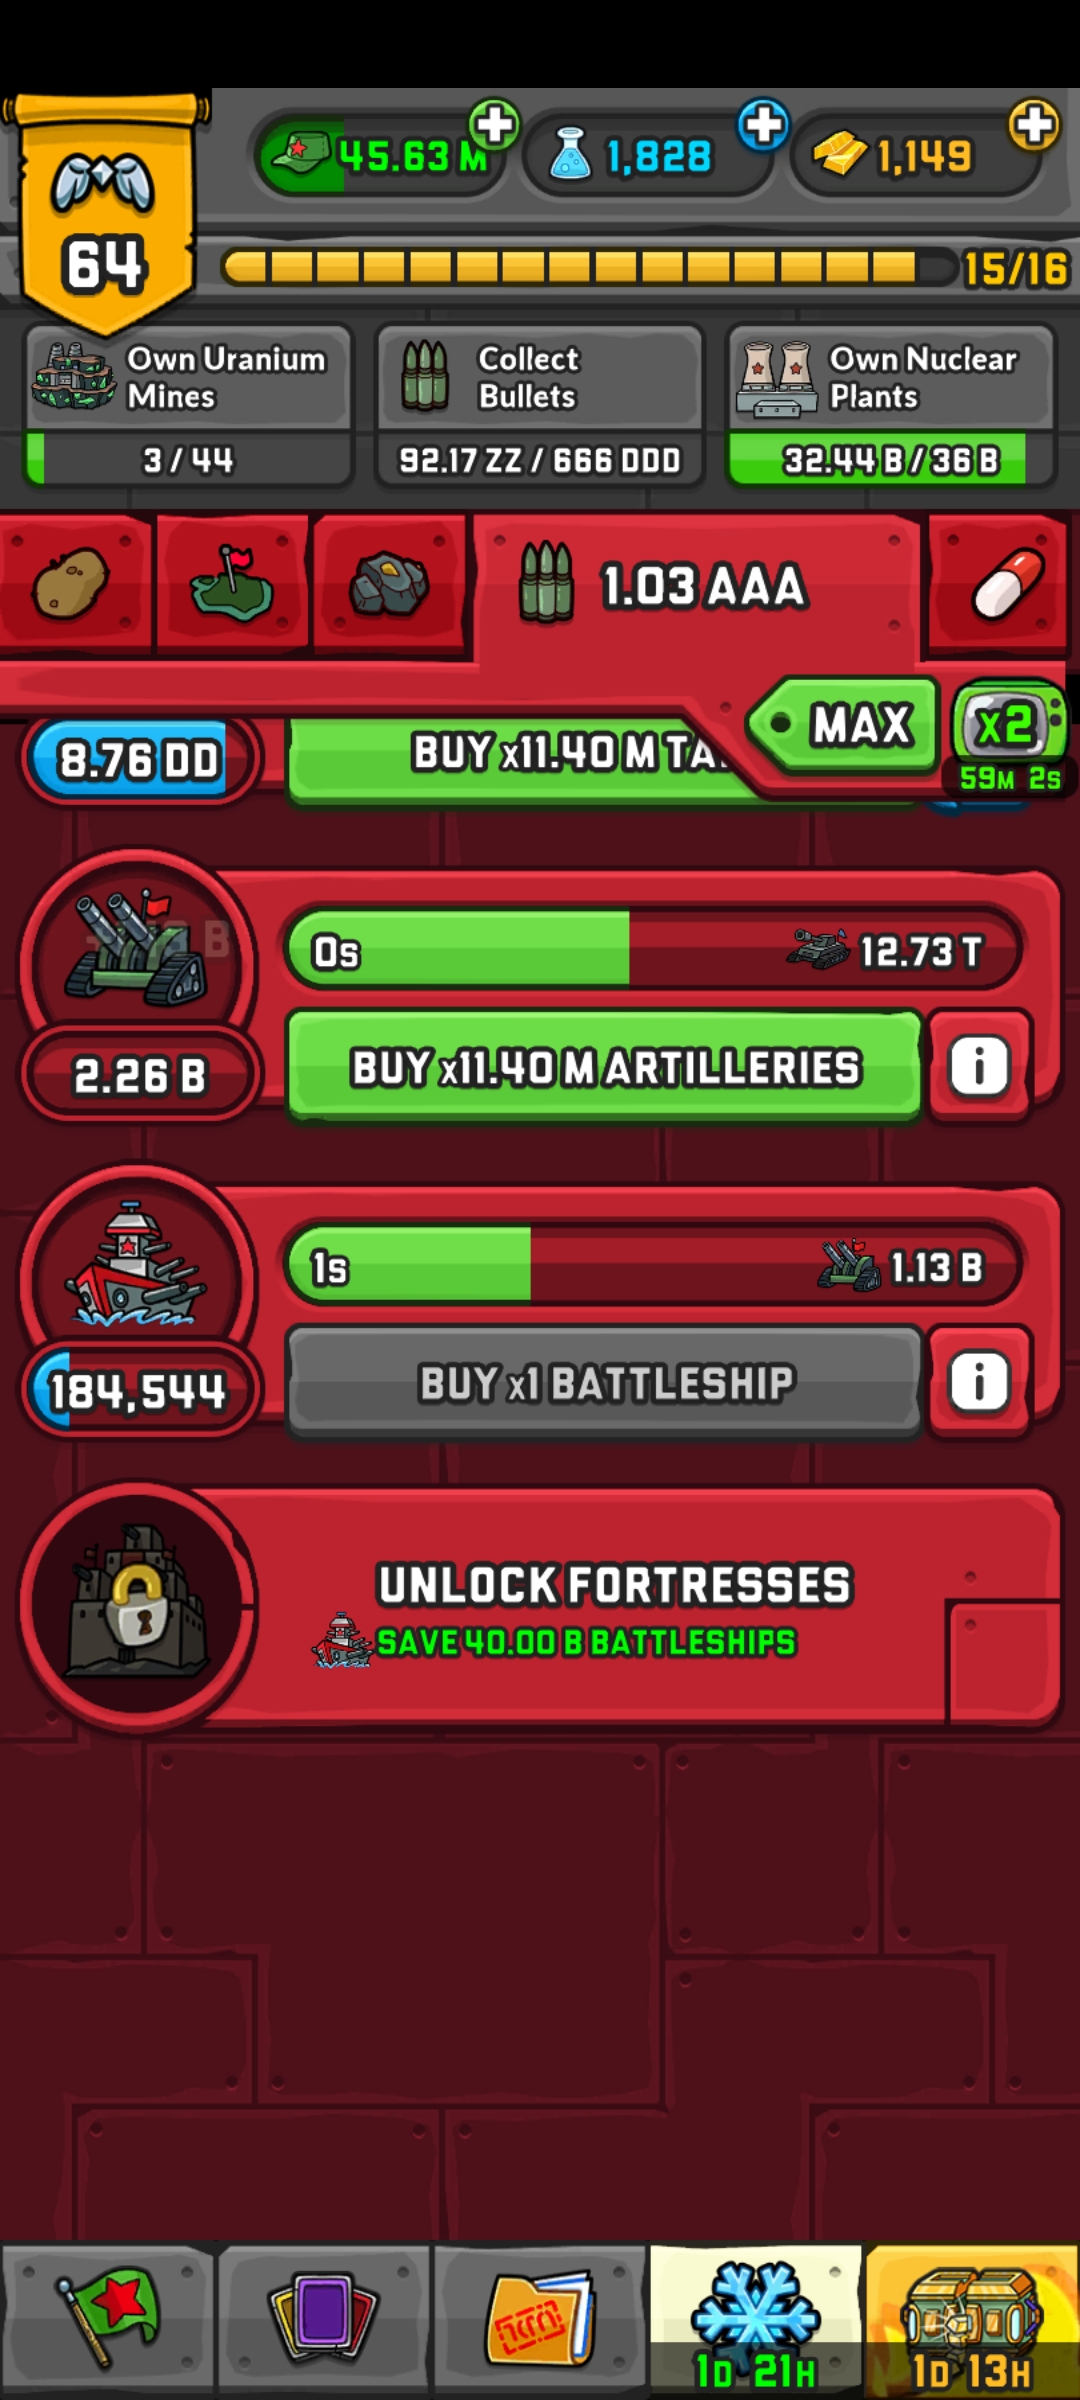 45.63 M
1,828
1,149
64
15/16
Own Uranium
Mines
Collect
Bullets
Own Nuclear
Plants
3 / 44
92.17 ZZ / 666 DDD
32.44 B / 36 B
1.03 AAA
MAX
x2
59M 2S
8.76 DD
BUY x11.40 M
0s
12.73 T
2.26 B
BUY x11.40 M ARTILLERIES
i
1s
1.13 B
184,544
BUY x1 BATTLESHIP
i
UNLOCK FORTRESSES
SAVE 40.00 B BATTLESHIPS
1D 21H
1D 13H